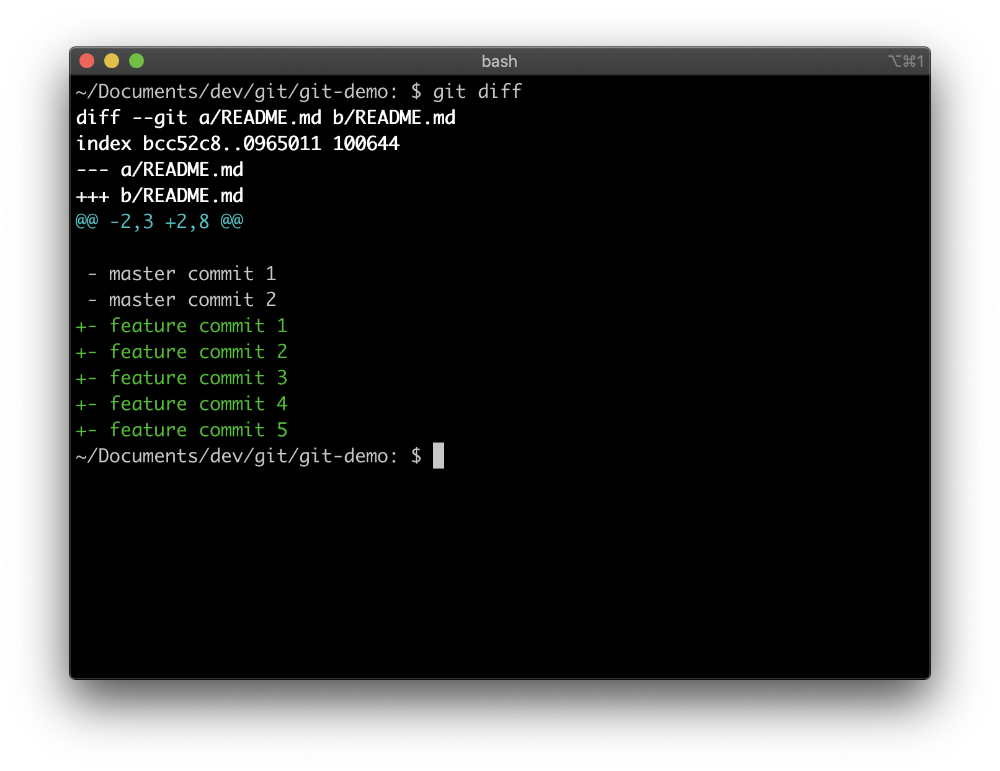 bash
⌥⌘1
~/Documents/dev/git/git-demo: $ git diff
diff --git a/README.md b/README.md
index bcc52c8..0965011 100644
--- a/README.md
+++ b/README.md
@@ -2,3 +2,8 @@

 - master commit 1
 - master commit 2
+- feature commit 1
+- feature commit 2
+- feature commit 3
+- feature commit 4
+- feature commit 5
~/Documents/dev/git/git-demo: $